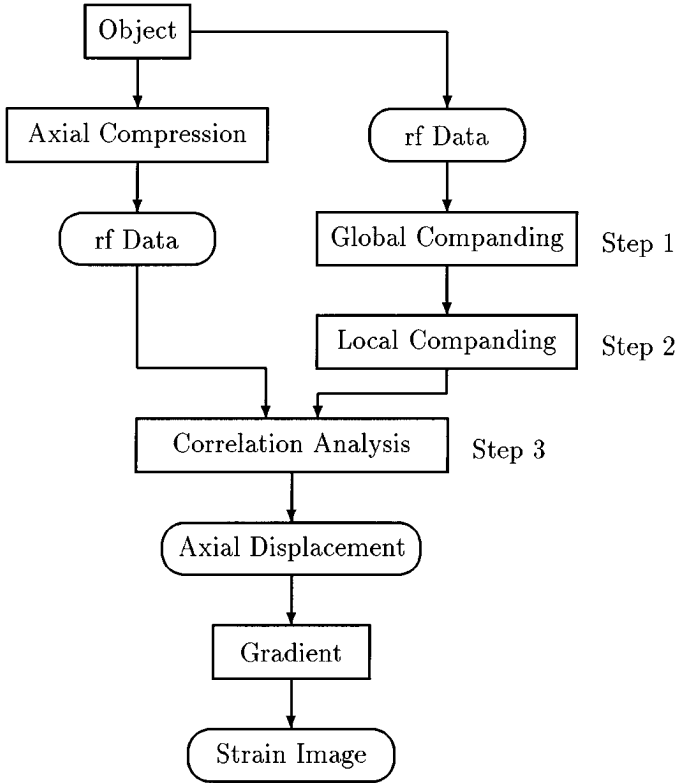 Object
Axial Compression
rf Data
rf Data
Global Companding
Step 1
Local Companding
Step 2
Correlation Analysis
Step 3
Axial Displacement
Gradient
Strain Image